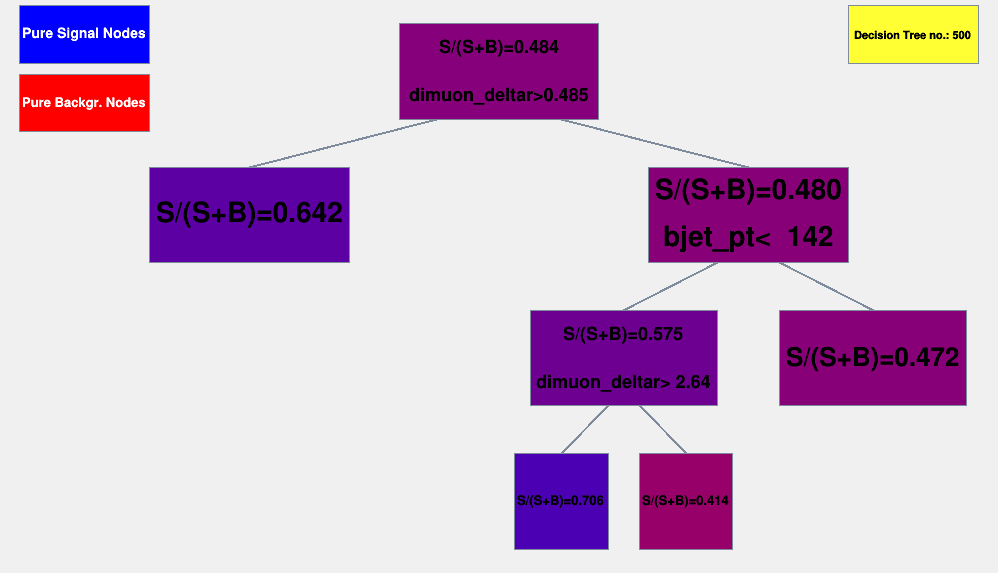 Pure Signal Nodes
Pure Backgr. Nodes
Decision Tree no.: 500
S/(S+B)=0.484
dimuon_deltar>0.485
S/(S+B)=0.642
S/(S+B)=0.480
bjet_pt< 142
S/(S+B)=0.575
dimuon_deltar> 2.64
S/(S+B)=0.472
S/(S+B)=0.706
S/(S+B)=0.414